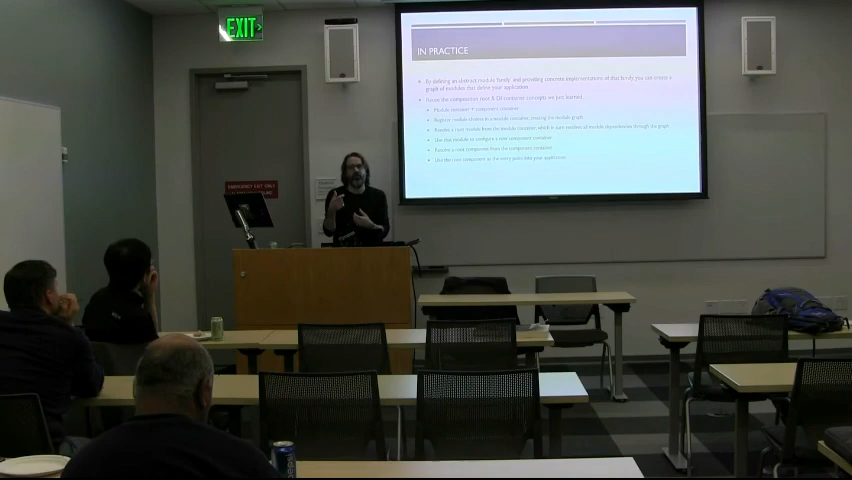 EXIT
IN PRACTICE
By defining an abstract module 'family' and providing concrete implementations of that family, you can create a
graph of modules that define your application
Reuse the composition root & DI container concepts we just learned
Module container + component container
Register module classes in a module container, creating the module graph
Resolve a root module from the module container, which in turn resolves all module dependencies through the graph
Use this module to configure a root component container
Resolve a root component from the component container
Use the root component as the entry point into your application
EMERGENCY EXIT ONLY